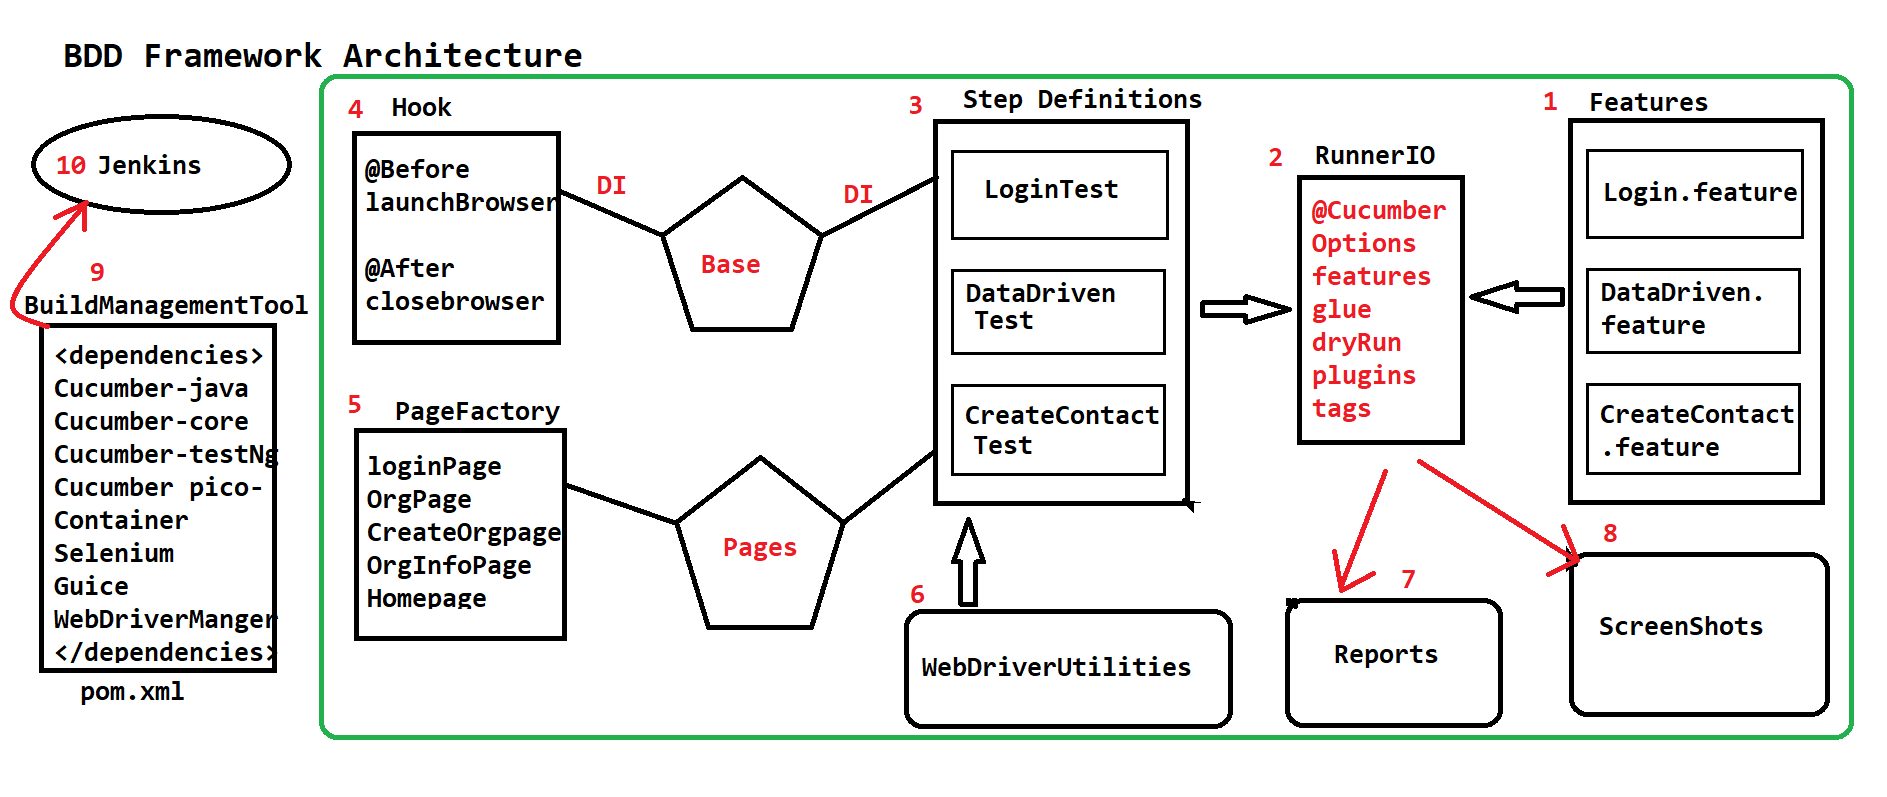 BDD Framework Architecture
10 Jenkins
9
BuildManagementTool
<dependencies>
Cucumber-java
Cucumber-core
Cucumber-testNg
Cucumber pico-
Container
Selenium
Guice
WebDriverManger
</dependencies>
pom.xml
4 Hook
@Before
launchBrowser
@After
closebrowser
DI
Base
DI
5 PageFactory
loginPage
OrgPage
CreateOrgpage
OrgInfoPage
Homepage
Pages
3 Step Definitions
LoginTest
DataDriven
Test
CreateContact
Test
6
WebDriverUtilities
2 RunnerIO
@Cucumber
Options
features
glue
dryRun
plugins
tags
1 Features
Login.feature
DataDriven.
feature
CreateContact
.feature
7
Reports
8
ScreenShots